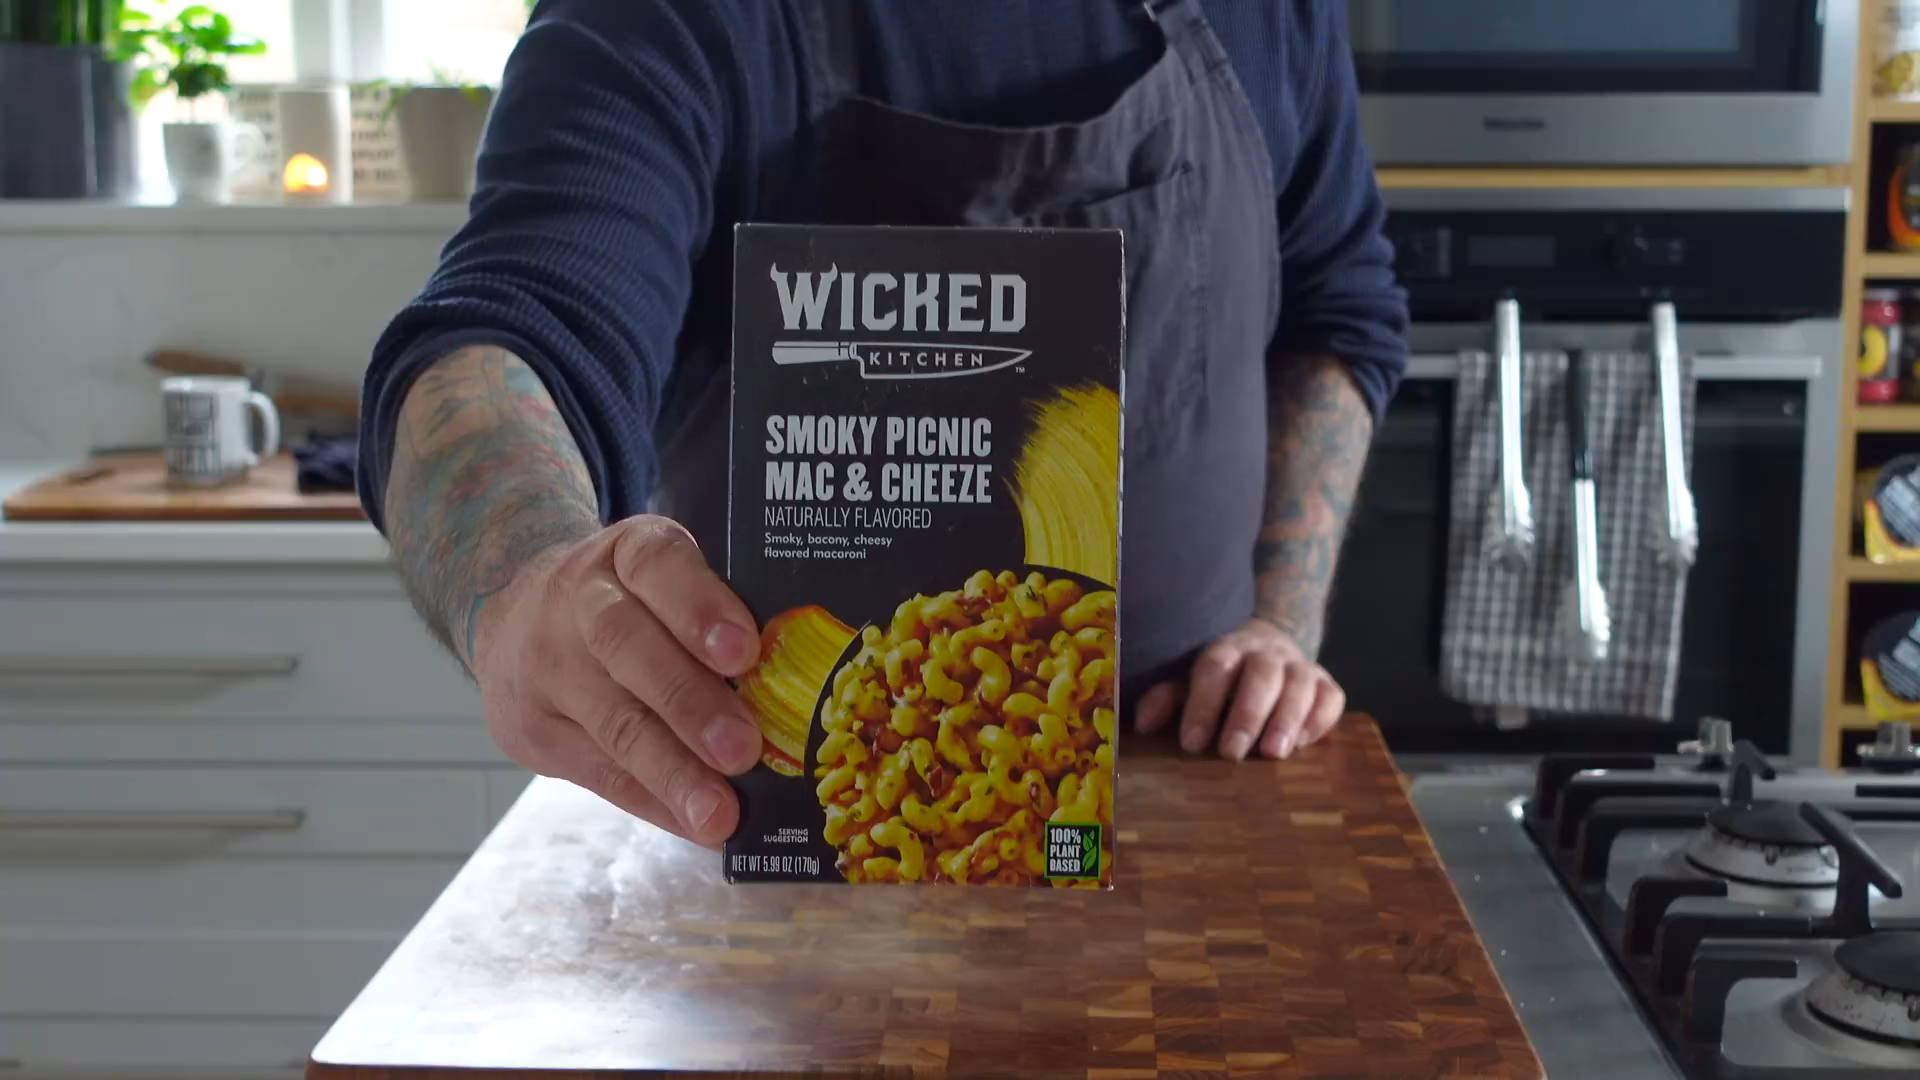 WICKED
KITCHEN
™
SMOKY PICNIC
MAC & CHEEZE
NATURALLY FLAVORED
Smoky, bacony, cheesy
flavored macaroni
SERVING
SUGGESTION
NET WT 5.99 OZ (170g)
100%
PLANT
BASED